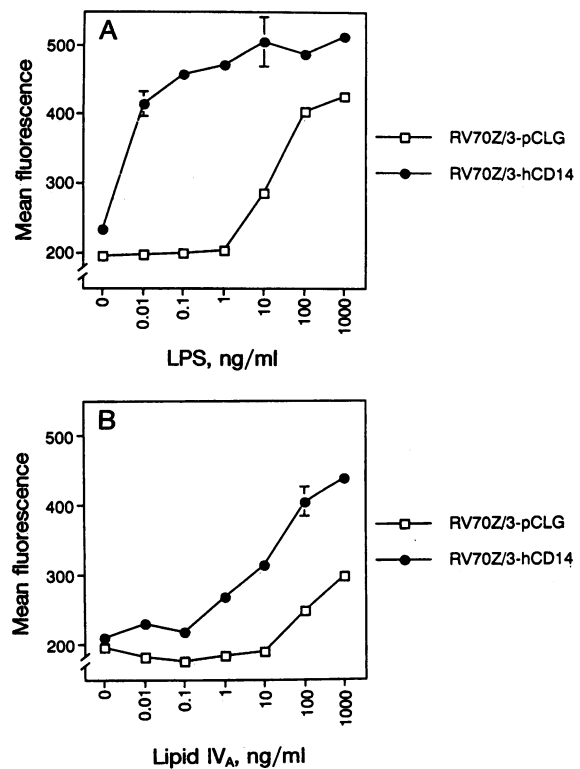 A
500
400
300
200
Mean fluorescence
0
0.01
0.1
1
10
100
1000
LPS, ng/ml
RV70Z/3-pCLG
RV70Z/3-hCD14
B
500
400
300
200
Mean fluorescence
0
0.01
0.1
1
10
100
1000
Lipid IVA, ng/ml
RV70Z/3-pCLG
RV70Z/3-hCD14